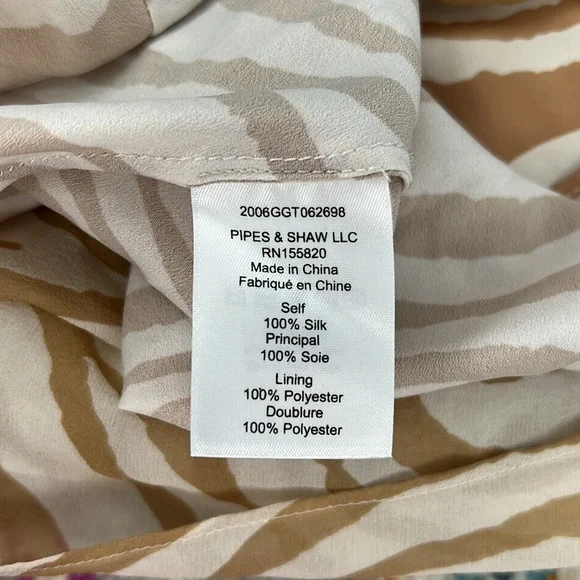 2006GGT062698
PIPES & SHAW LLC
RN155820
Made in China
Fabriqué en Chine
Self
100% Silk
Principal
100% Soie
Lining
100% Polyester
Doublure
100% Polyester